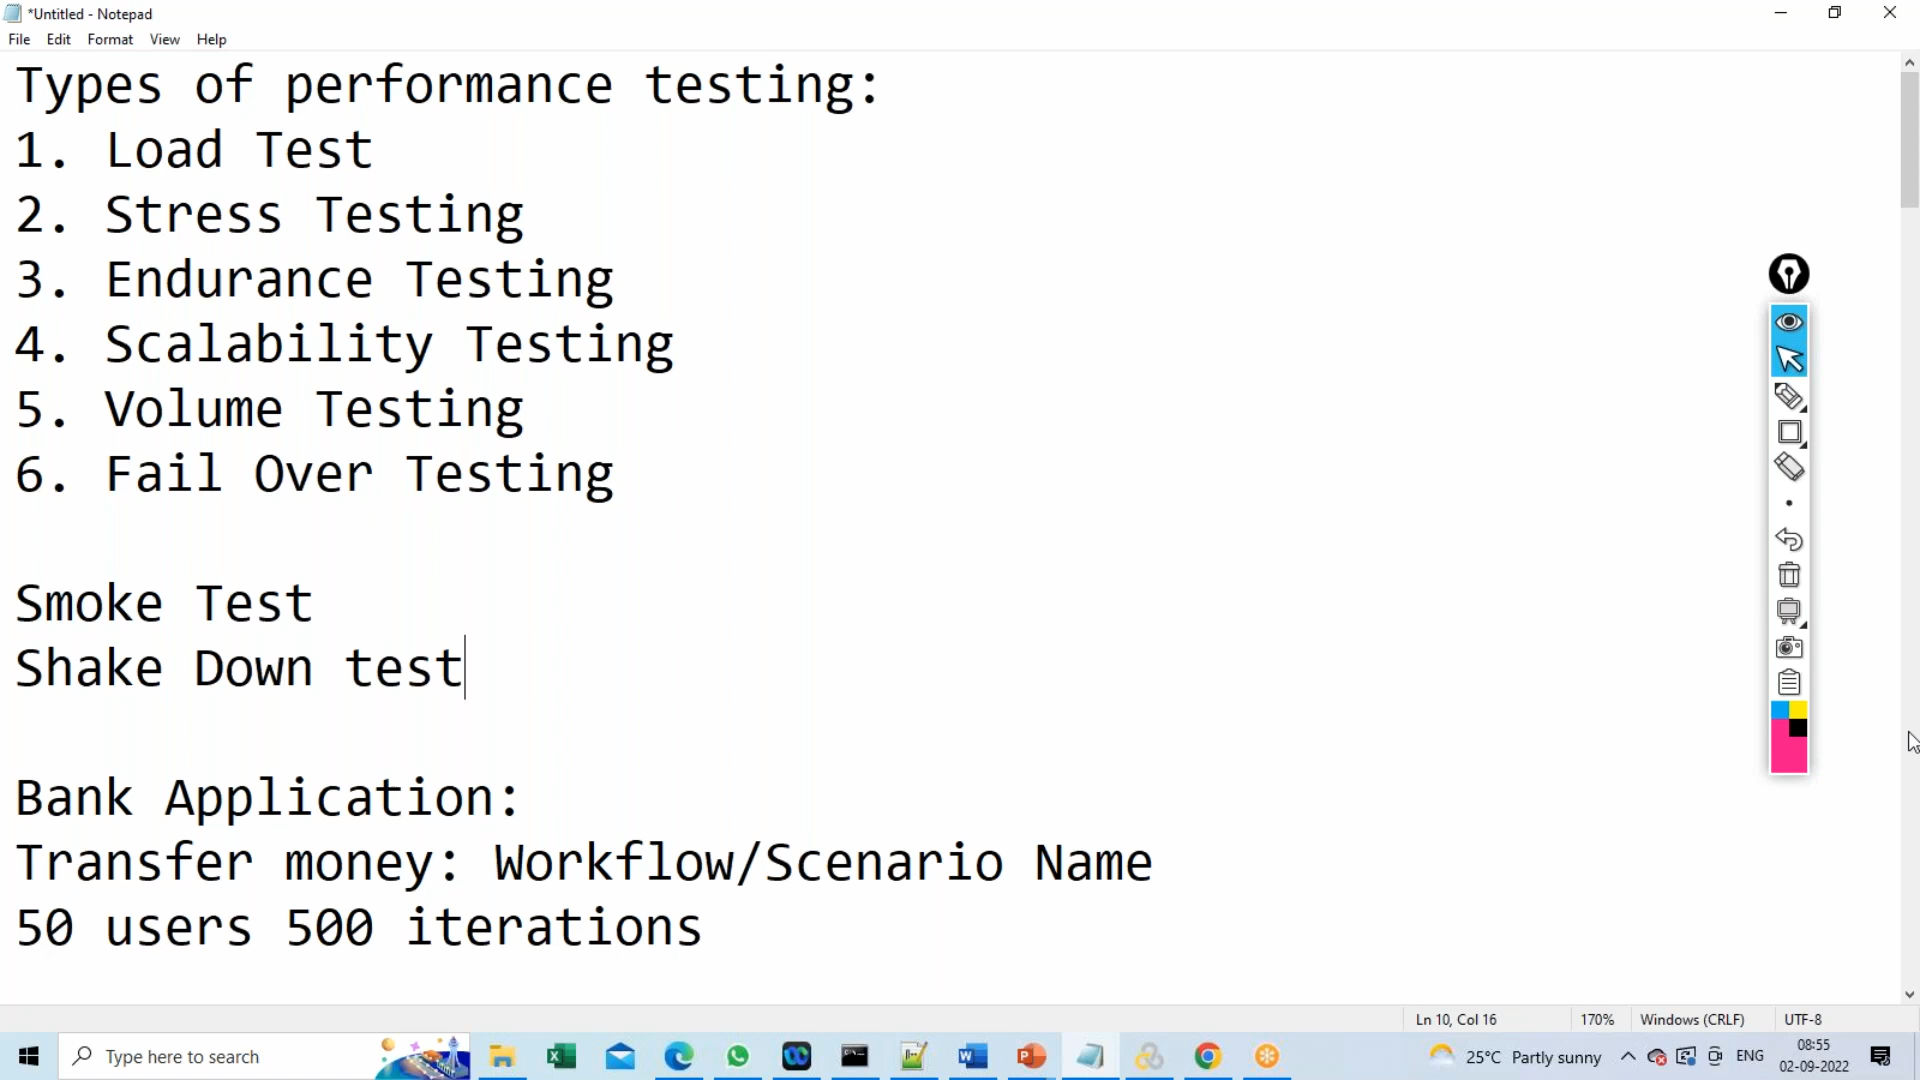 *Untitled - Notepad
File Edit Format View Help
Types of performance testing:
1. Load Test
2. Stress Testing
3. Endurance Testing
4. Scalability Testing
5. Volume Testing
6. Fail Over Testing
Smoke Test
Shake Down test
Bank Application:
Transfer money: Workflow/Scenario Name
50 users 500 iterations
Ln 10, Col 16 170% Windows (CRLF) UTF-8
Type here to search 25°C Partly sunny ENG 08:55
02-09-2022